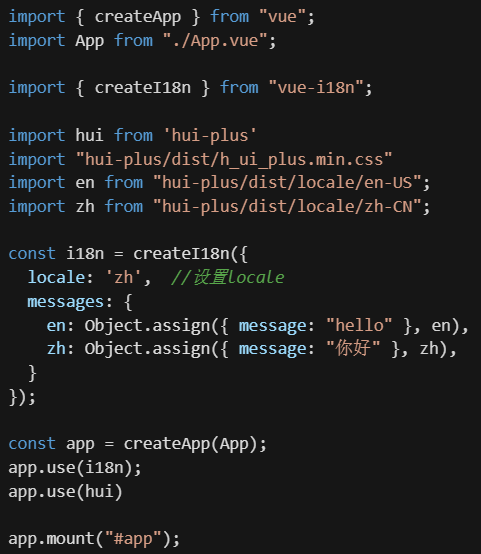 import { createApp } from "vue";
import App from "./App.vue";
import { createI18n } from "vue-i18n";
import hui from 'hui-plus'
import "hui-plus/dist/h_ui_plus.min.css"
import en from "hui-plus/dist/locale/en-US";
import zh from "hui-plus/dist/locale/zh-CN";
const i18n = createI18n({
  locale: 'zh',  //设置locale
  messages: {
    en: Object.assign({ message: "hello" }, en),
    zh: Object.assign({ message: "你好" }, zh),
  }
});
const app = createApp(App);
app.use(i18n);
app.use(hui)
app.mount("#app");